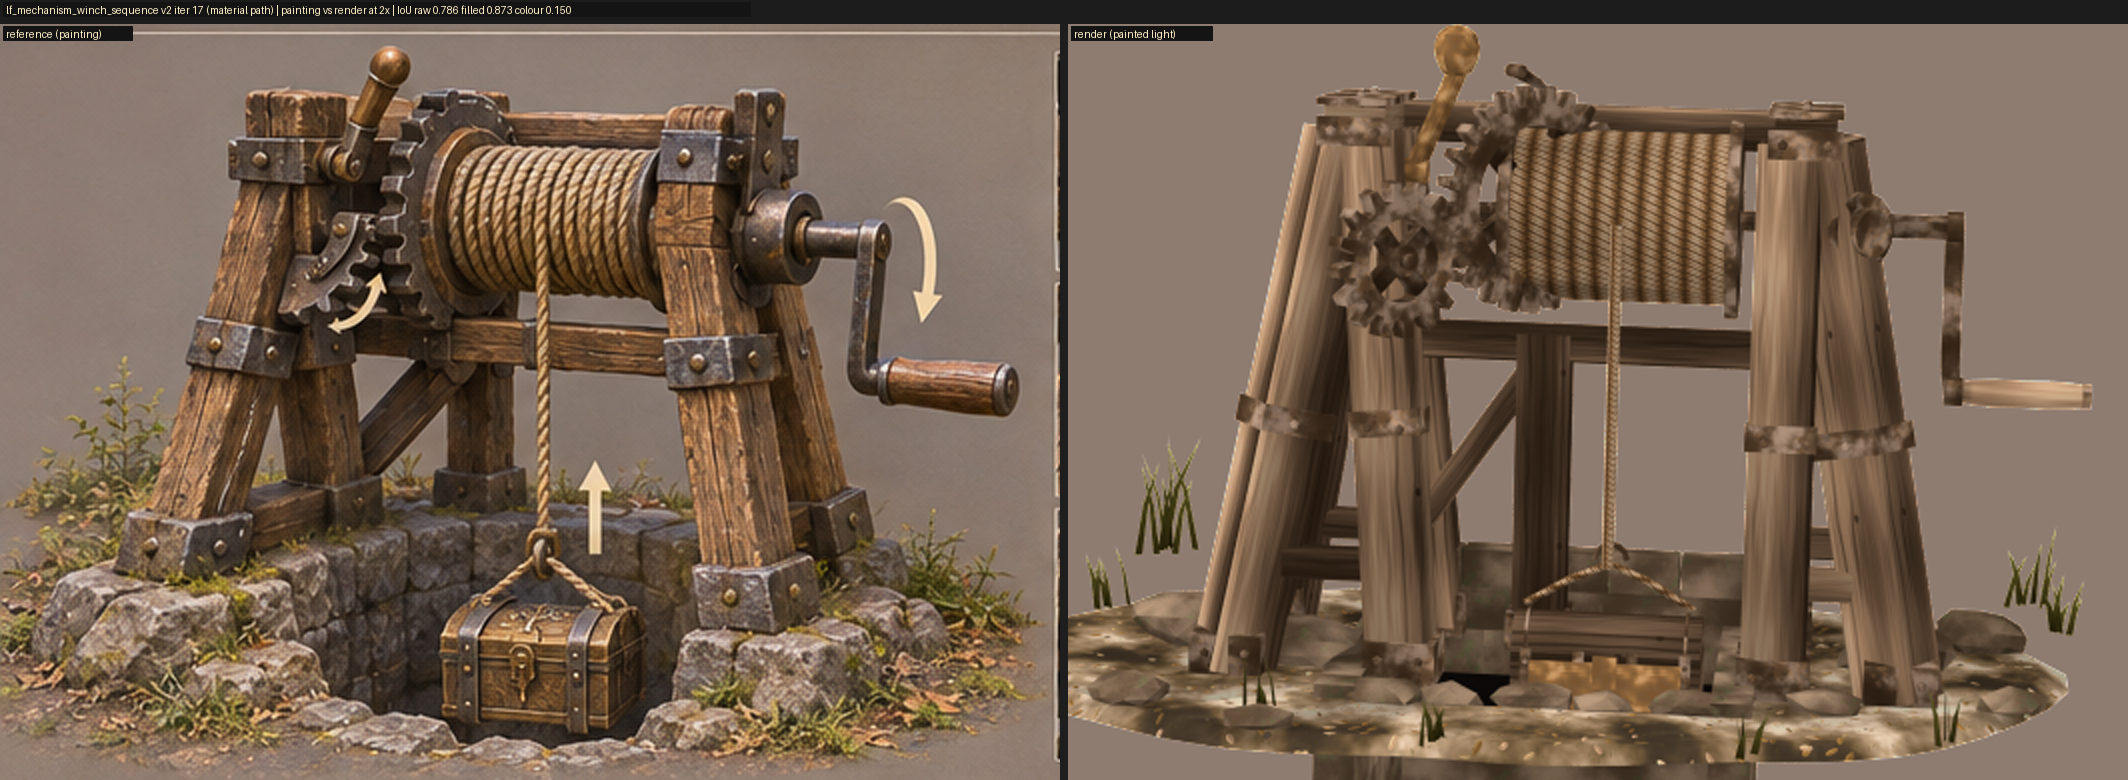 lf_mechanism_winch_sequence v2 iter 17 (material path) | painting vs render at 2x | IoU raw 0.786 filled 0.873 colour 0.150
reference (painting)
render (painted light)